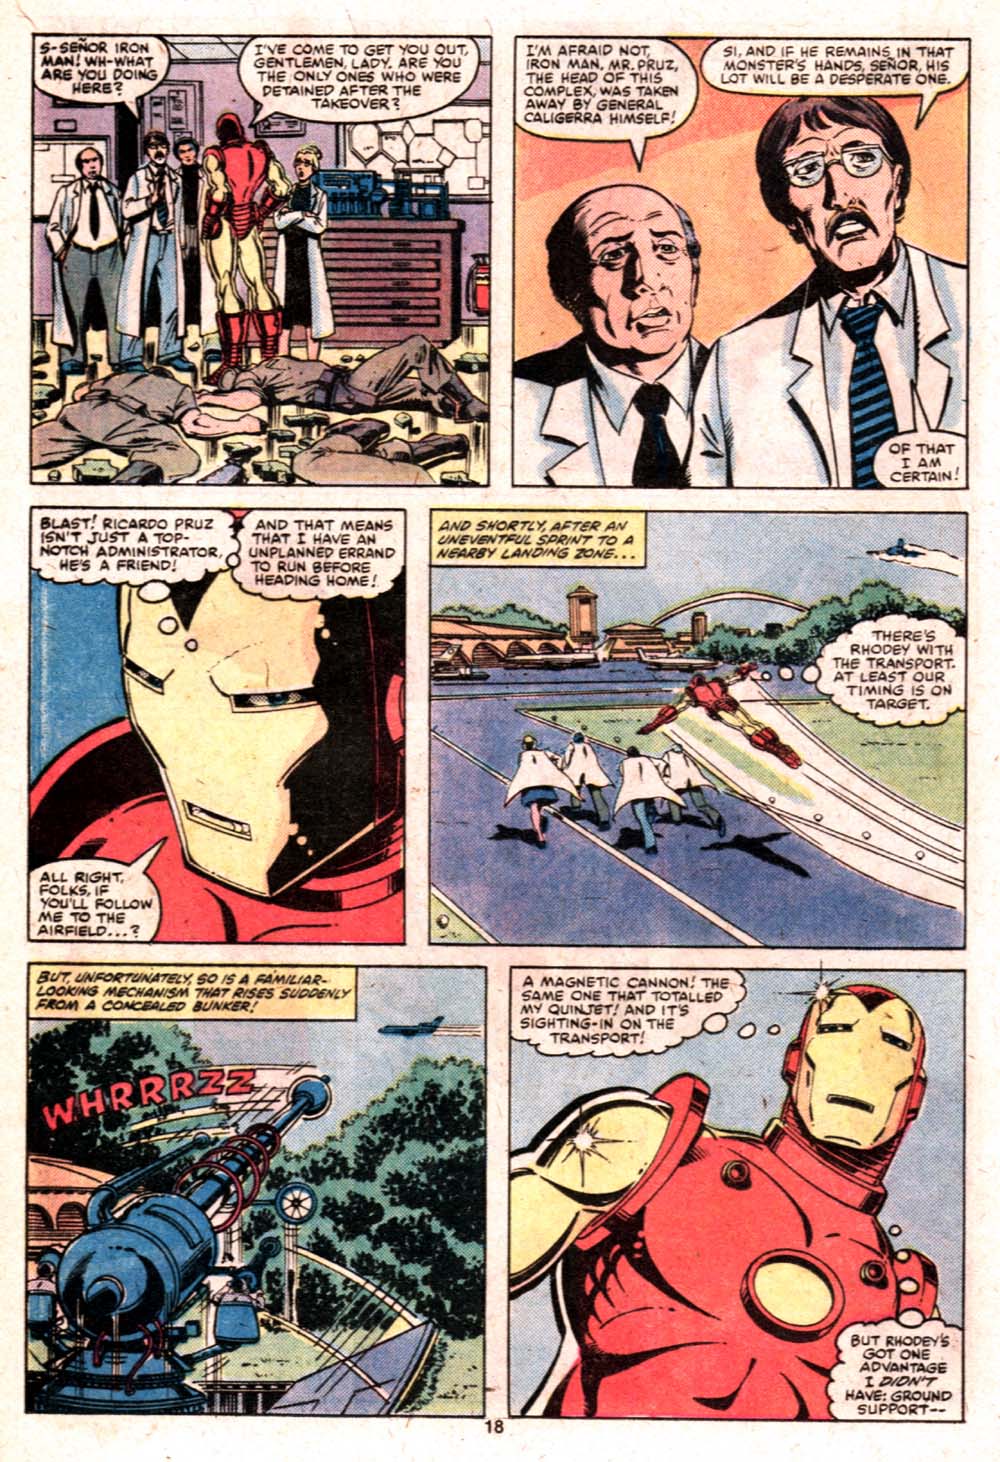 S-SEÑOR IRON
MAN! WH-WHAT
ARE YOU DOING
HERE?
I'VE COME TO GET YOU OUT,
GENTLEMEN, LADY. ARE YOU
THE ONLY ONES WHO WERE
DETAINED AFTER THE
TAKEOVER?
I'M AFRAID NOT,
IRON MAN, MR. PRUZ,
THE HEAD OF THIS
COMPLEX, WAS TAKEN
AWAY BY GENERAL
CALIGERRA HIMSELF!
SI, AND IF HE REMAINS IN THAT
MONSTER'S HANDS, SEÑOR, HIS
LOT WILL BE A DESPERATE ONE.
OF THAT
I AM
CERTAIN!
BLAST! RICARDO PRUZ
ISN'T JUST A TOP-
NOTCH ADMINISTRATOR,
HE'S A FRIEND!
AND THAT MEANS
THAT I HAVE AN
UNPLANNED ERRAND
TO RUN BEFORE
HEADING HOME!
ALL RIGHT,
FOLKS, IF
YOU'LL FOLLOW
ME TO THE
AIRFIELD...?
AND SHORTLY, AFTER AN
UNEVENTFUL SPRINT TO A
NEARBY LANDING ZONE...
THERE'S
RHODEY WITH
THE TRANSPORT.
AT LEAST OUR
TIMING IS ON
TARGET.
BUT, UNFORTUNATELY, SO IS A FAMILIAR-
LOOKING MECHANISM THAT RISES SUDDENLY
FROM A CONCEALED BUNKER!
WHRRRZZ
A MAGNETIC CANNON! THE
SAME ONE THAT TOTALLED
MY QUINJET! AND IT'S
SIGHTING-IN ON THE
TRANSPORT!
BUT RHODEY'S
GOT ONE
ADVANTAGE
I DIDN'T
HAVE: GROUND
SUPPORT--
18